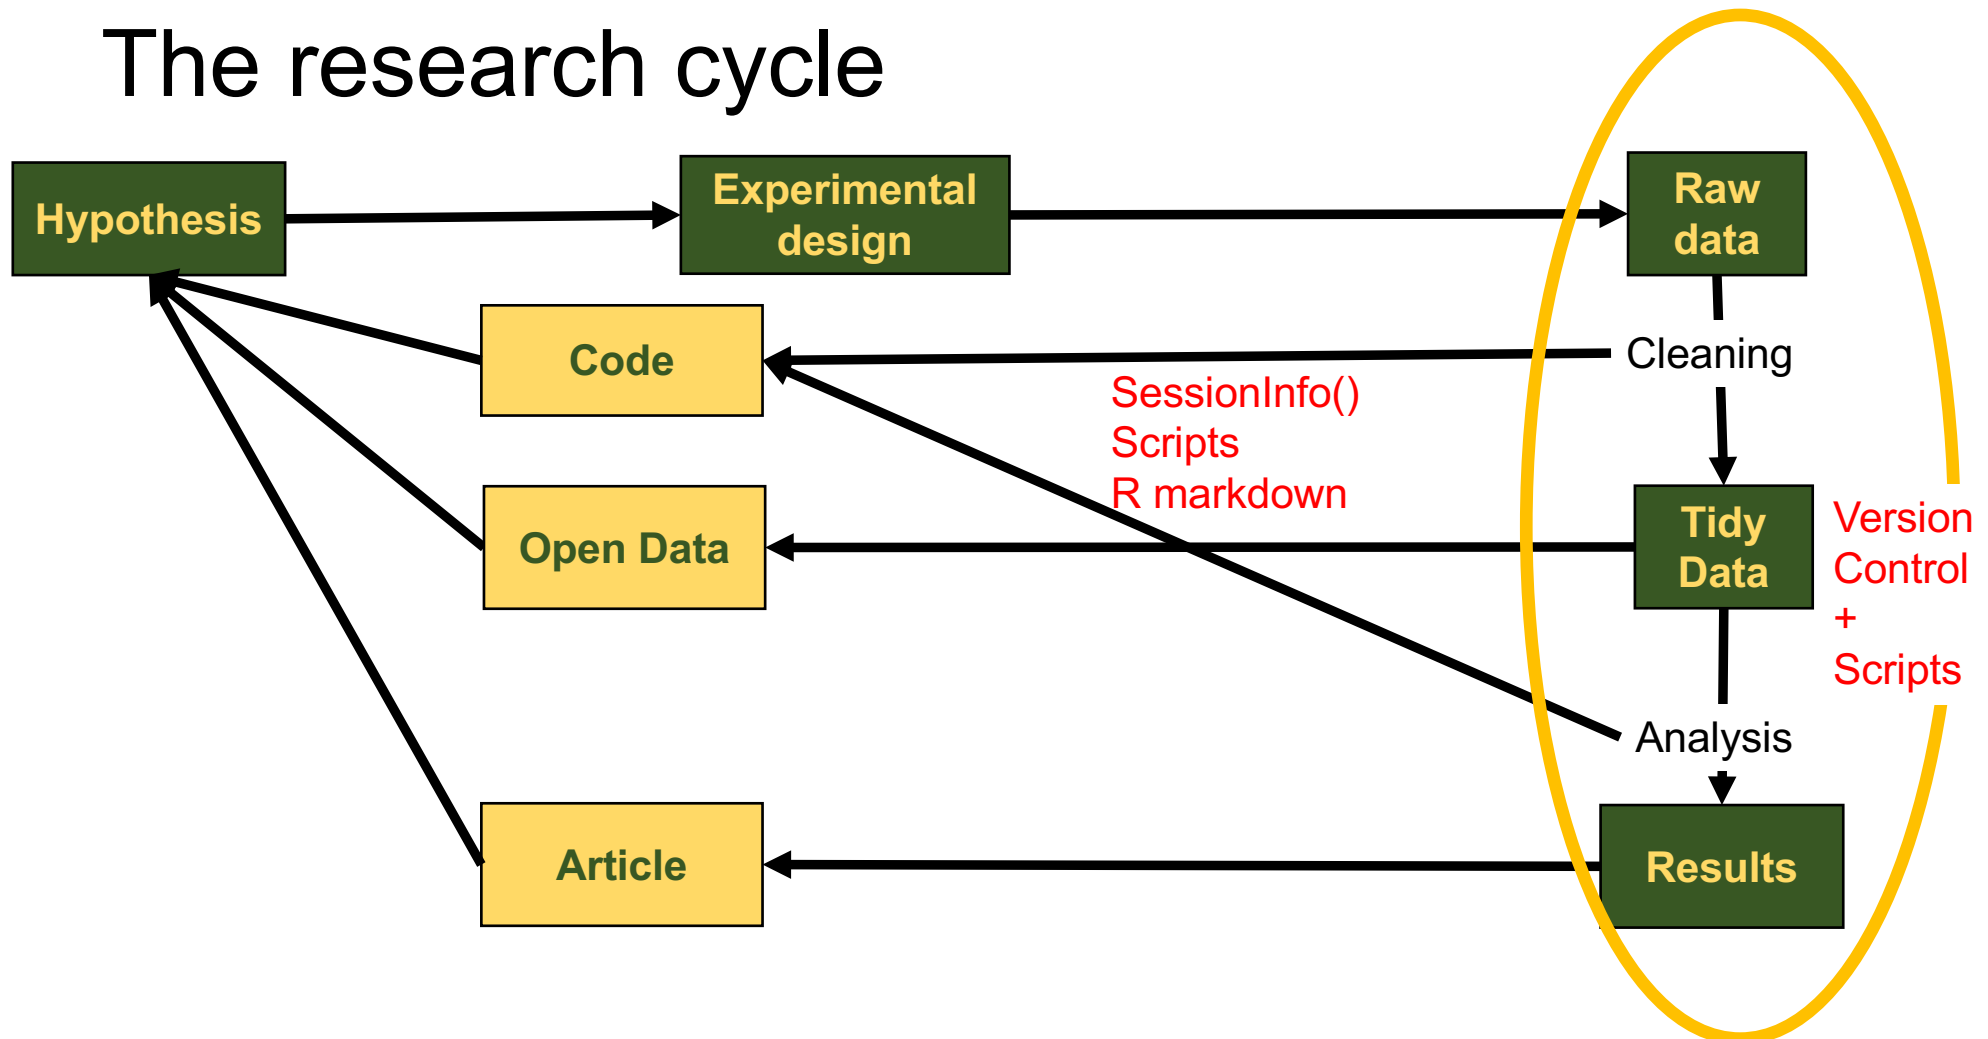 The research cycle
Hypothesis
Experimental
design
Raw
data
Code
Cleaning
SessionInfo()
Scripts
R markdown
Open Data
Tidy
Data
Version
Control
+
Scripts
Analysis
Article
Results